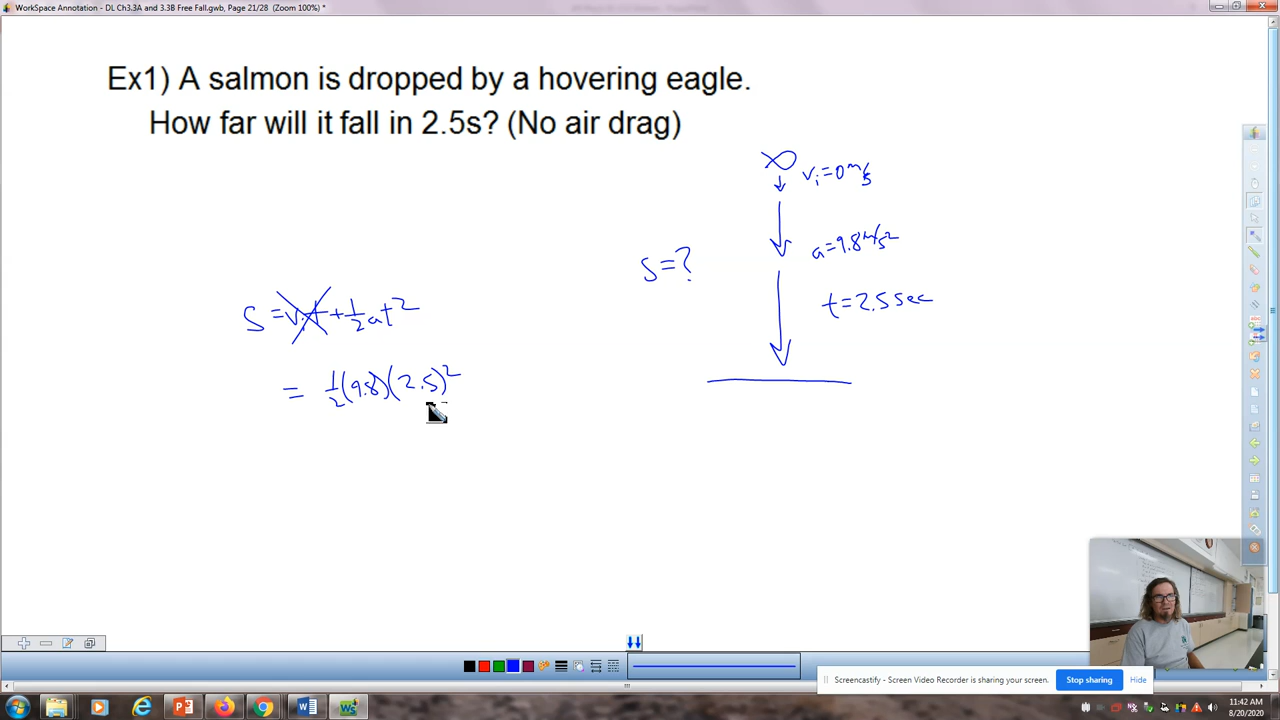 WorkSpace Annotation - DL Ch3.3A and 3.3B Free Fall.gwb, Page 21/28 (Zoom 100%) *
Ex1) A salmon is dropped by a hovering eagle.
How far will it fall in 2.5s? (No air drag)
vᵢ=0 m/s
a=9.8 m/s²
s=?
t=2.5 sec
s=vᵢt+½at²
= ½(9.8)(2.5)²
Screencastify - Screen Video Recorder is sharing your screen.
Stop sharing
Hide
11:42 AM
8/20/2020